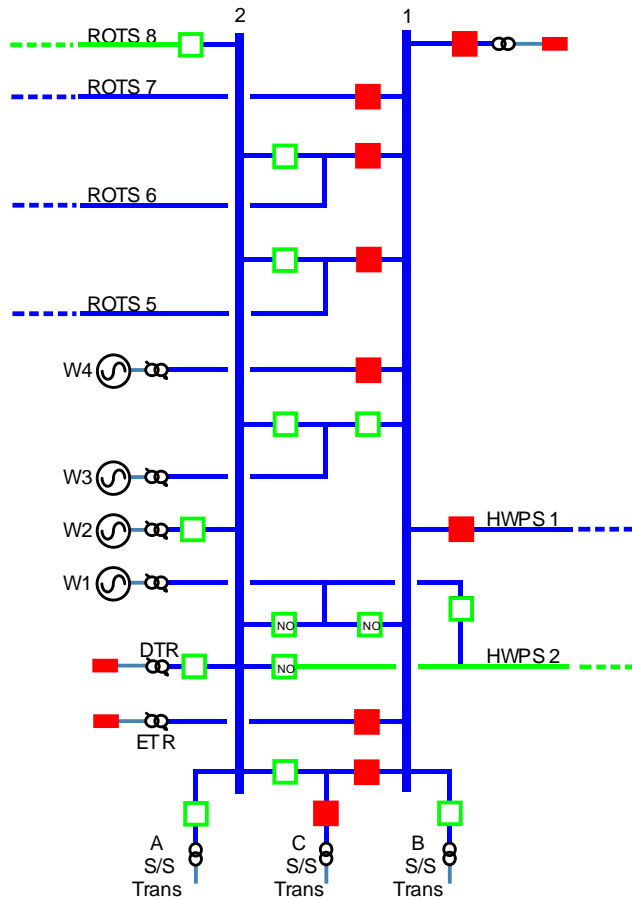 2 1
ROTS 8
ROTS 7
ROTS 6
ROTS 5
W4
W3
W2
HWPS 1
W1
NO NO
DTR
NO
HWPS 2
ETR
A C B
S/S S/S S/S
Trans Trans Trans